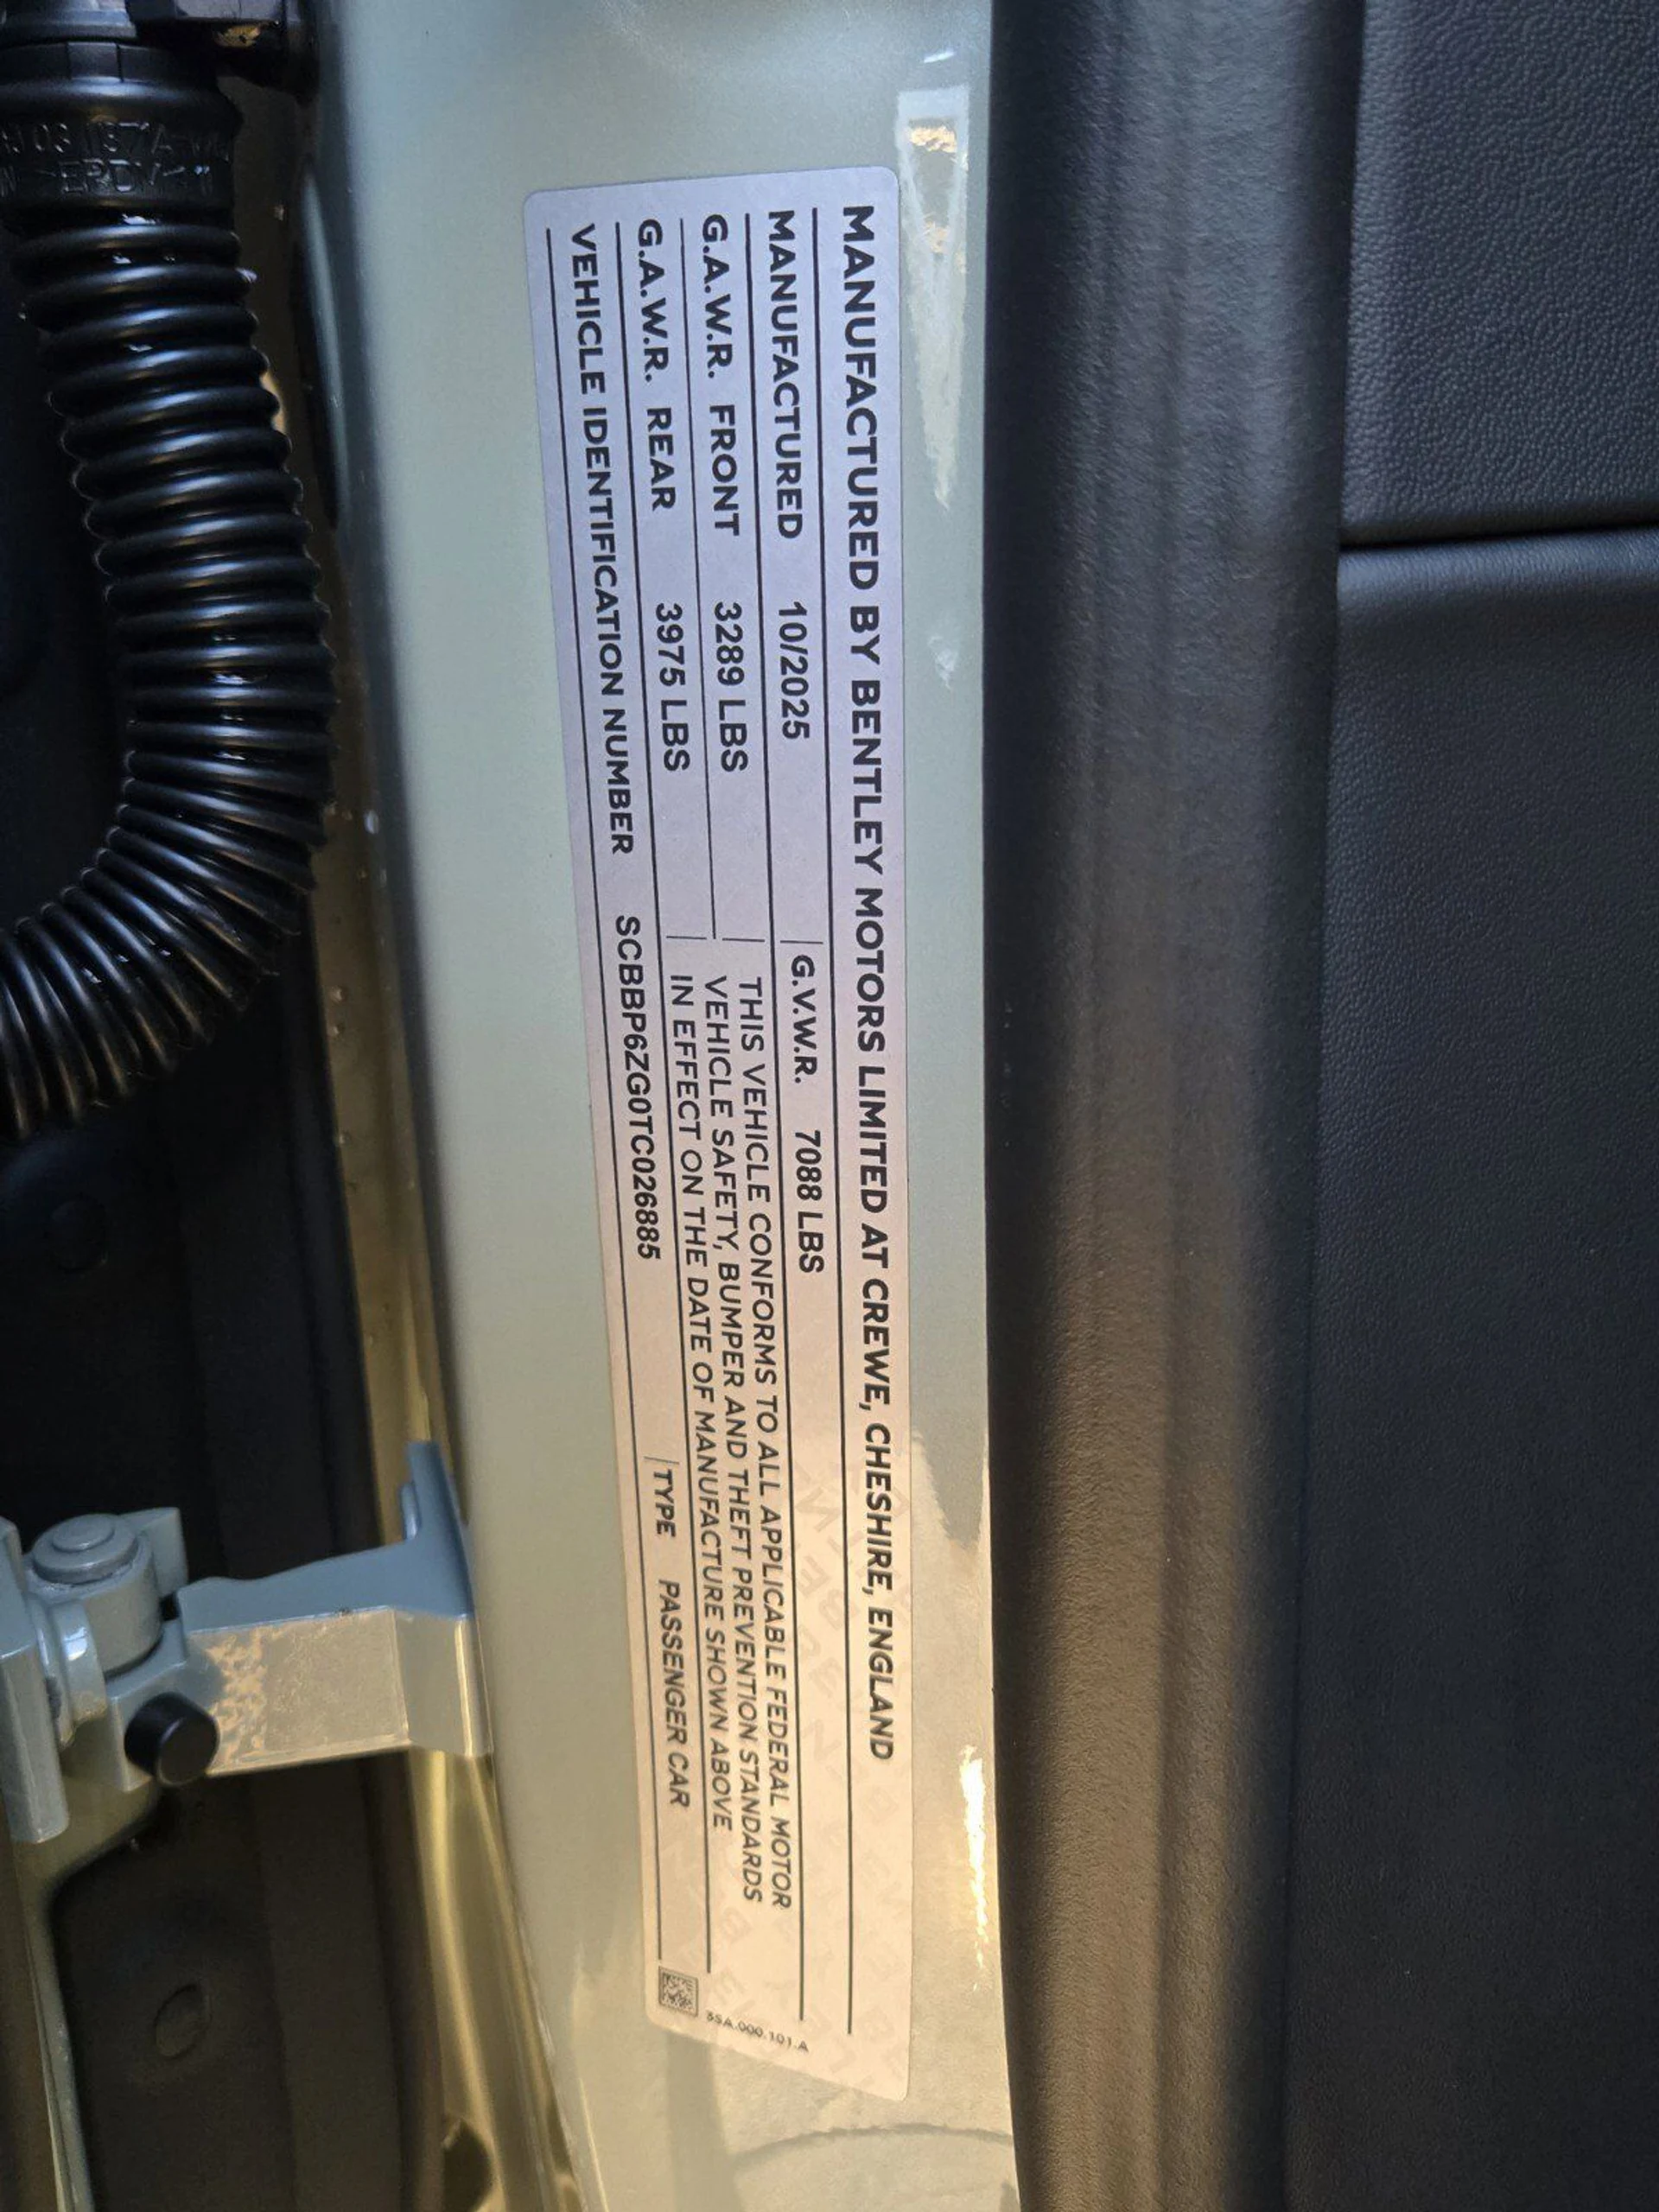 MANUFACTURED BY BENTLEY MOTORS LIMITED AT CREWE, CHESHIRE, ENGLAND
MANUFACTURED 10/2025 G.V.W.R. 7088 LBS
G.A.W.R. FRONT 3289 LBS
G.A.W.R. REAR 3975 LBS
THIS VEHICLE CONFORMS TO ALL APPLICABLE FEDERAL MOTOR
VEHICLE SAFETY, BUMPER AND THEFT PREVENTION STANDARDS
IN EFFECT ON THE DATE OF MANUFACTURE SHOWN ABOVE
VEHICLE IDENTIFICATION NUMBER SCBBP6ZG0TC026885 TYPE PASSENGER CAR
3SA.000.101.A